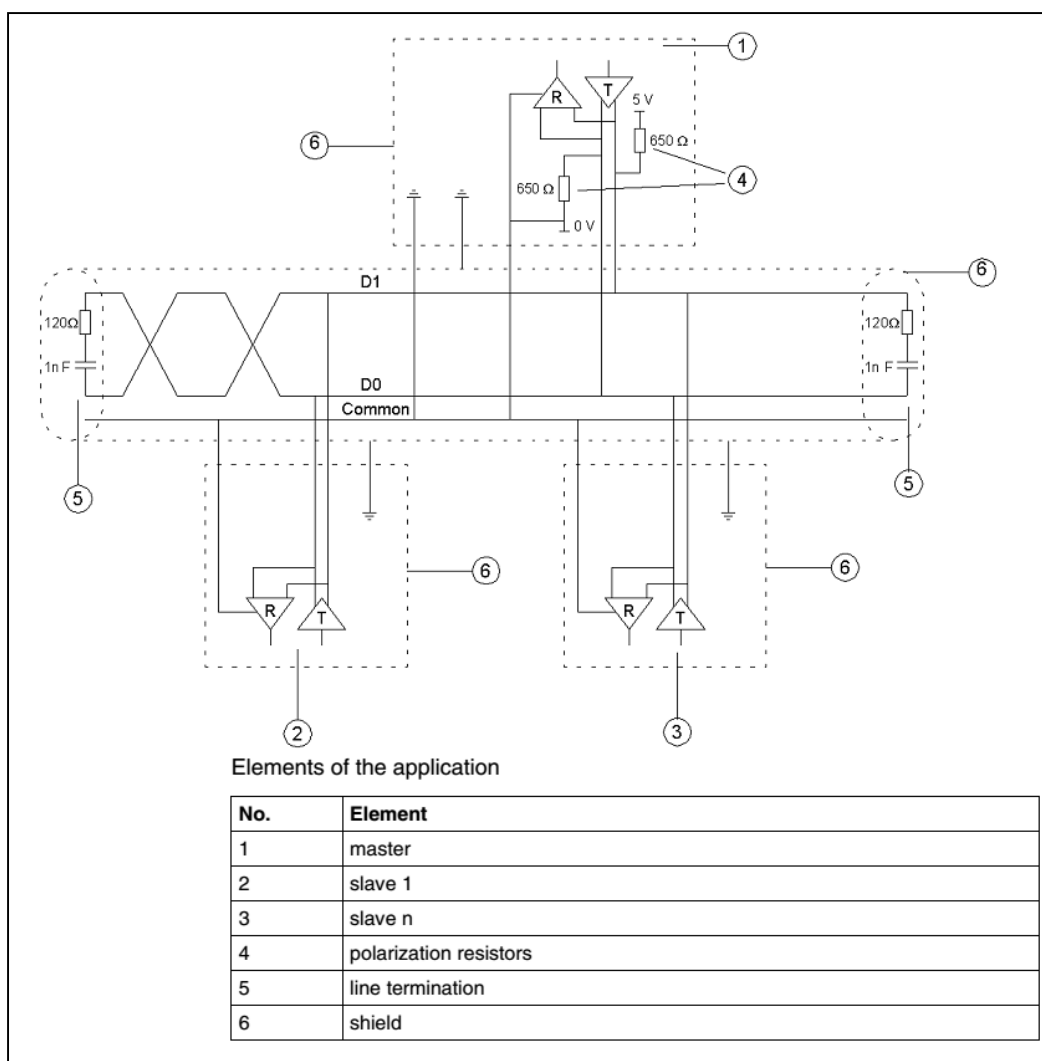 1
R
T
5 V
650 Ω
6
650 Ω
4
0 V
D1
6
120Ω
120Ω
1n F
1n F
D0
Common
5
5
6
6
R
T
R
T
2
3
Elements of the application
No. Element
1 master
2 slave 1
3 slave n
4 polarization resistors
5 line termination
6 shield